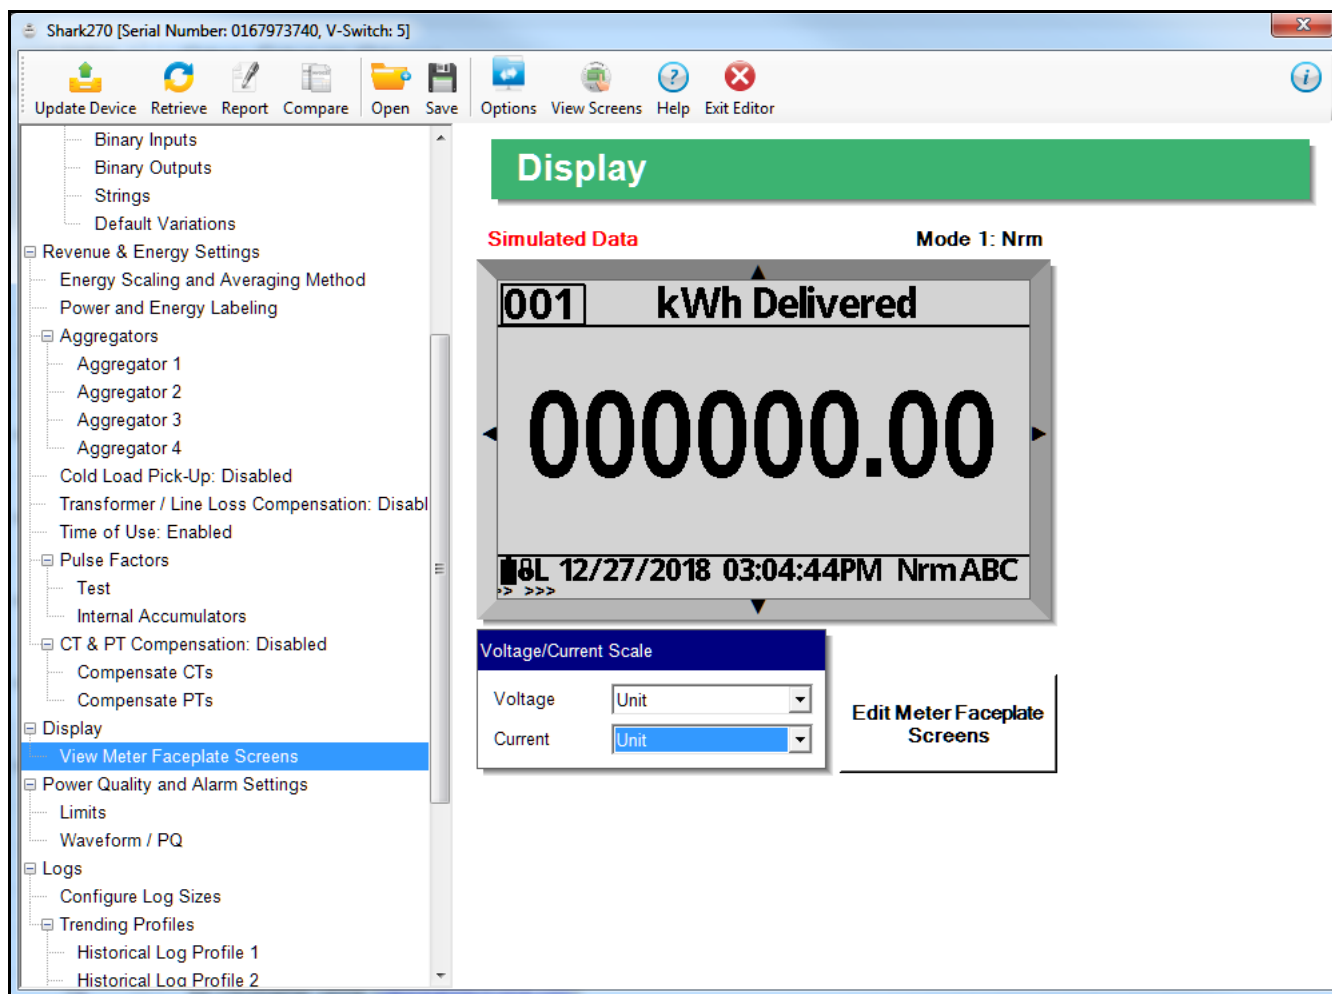 Shark270 [Serial Number: 0167973740, V-Switch: 5]
Update Device Retrieve Report Compare Open Save Options View Screens Help Exit Editor
Binary Inputs
Binary Outputs
Strings
Default Variations
Revenue & Energy Settings
Energy Scaling and Averaging Method
Power and Energy Labeling
Aggregators
Aggregator 1
Aggregator 2
Aggregator 3
Aggregator 4
Cold Load Pick-Up: Disabled
Transformer / Line Loss Compensation: Disabl
Time of Use: Enabled
Pulse Factors
Test
Internal Accumulators
CT & PT Compensation: Disabled
Compensate CTs
Compensate PTs
Display
View Meter Faceplate Screens
Power Quality and Alarm Settings
Limits
Waveform / PQ
Logs
Configure Log Sizes
Trending Profiles
Historical Log Profile 1
Historical Log Profile 2
Display
Simulated Data Mode 1: Nrm
001 kWh Delivered
000000.00
L 12/27/2018 03:04:44PM Nrm ABC
>> >>>
Voltage/Current Scale
Voltage Unit
Current Unit
Edit Meter Faceplate
Screens